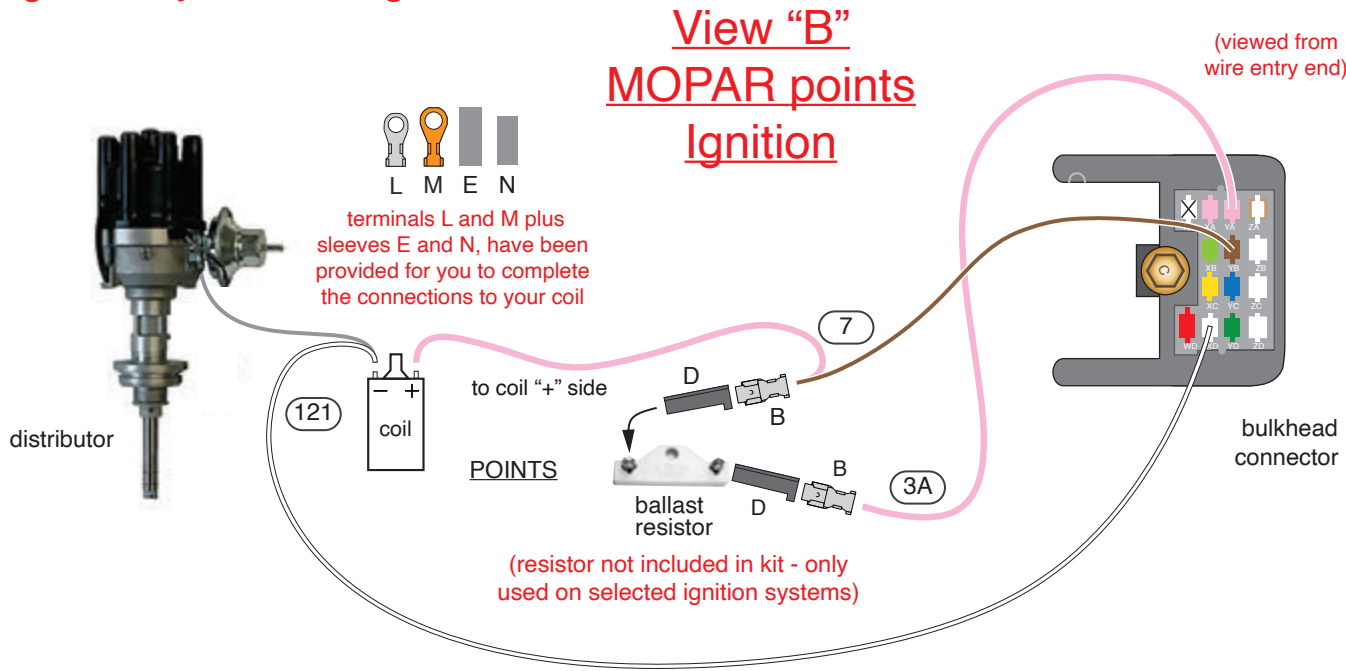 View “B”
MOPAR points
Ignition
(viewed from
wire entry end)
L M E N
terminals L and M plus
sleeves E and N, have been
provided for you to complete
the connections to your coil
X
XA YA ZA
XB YB ZB
XC YC ZC
WD XD YD ZD
C
7
to coil “+” side
D
B
121
− +
coil
distributor
POINTS
B
D
3A
ballast
resistor
bulkhead
connector
(resistor not included in kit - only
used on selected ignition systems)